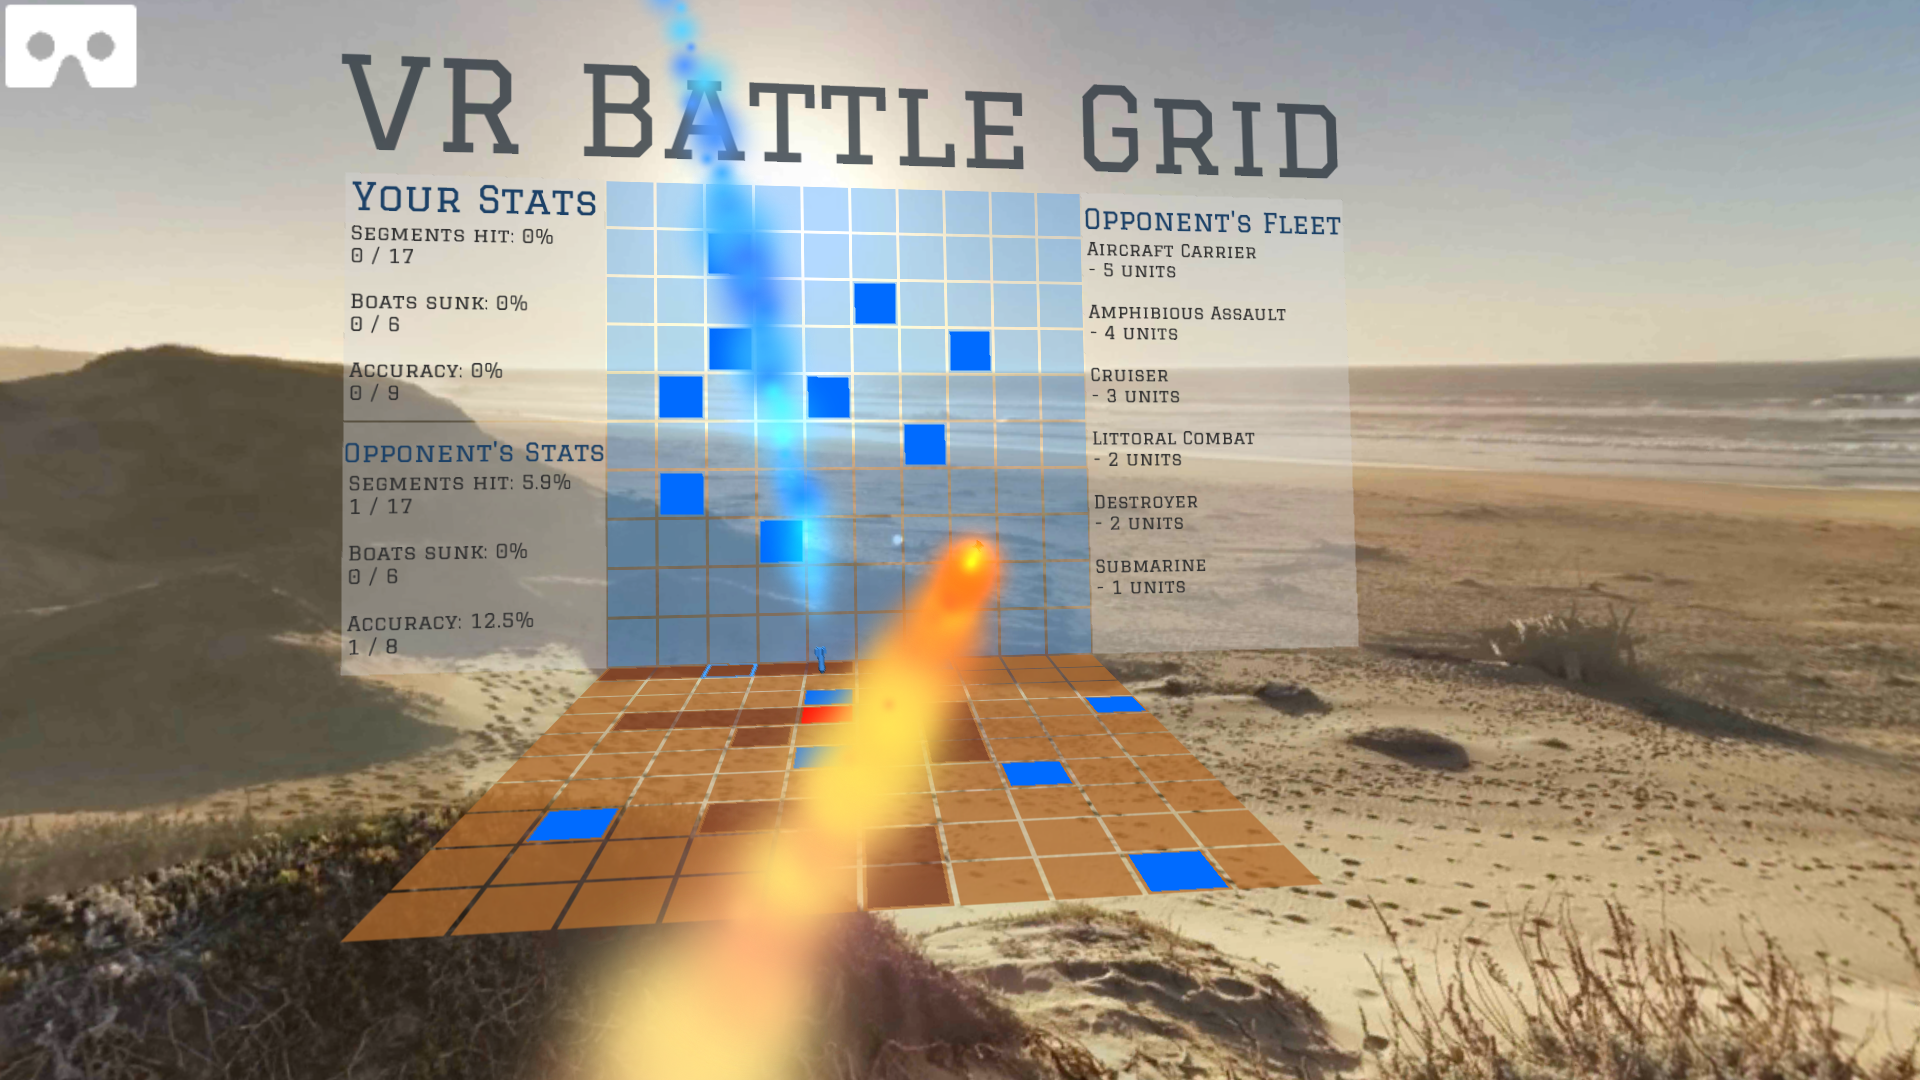 VR Battle Grid
Your Stats
Segments hit: 0%
0 / 17
Boats sunk: 0%
0 / 6
Accuracy: 0%
0 / 9
Opponent's Stats
Segments hit: 5.9%
1 / 17
Boats sunk: 0%
0 / 6
Accuracy: 12.5%
1 / 8
Opponent's Fleet
Aircraft Carrier
- 5 units
Amphibious Assault
- 4 units
Cruiser
- 3 units
Littoral Combat
- 2 units
Destroyer
- 2 units
Submarine
- 1 units